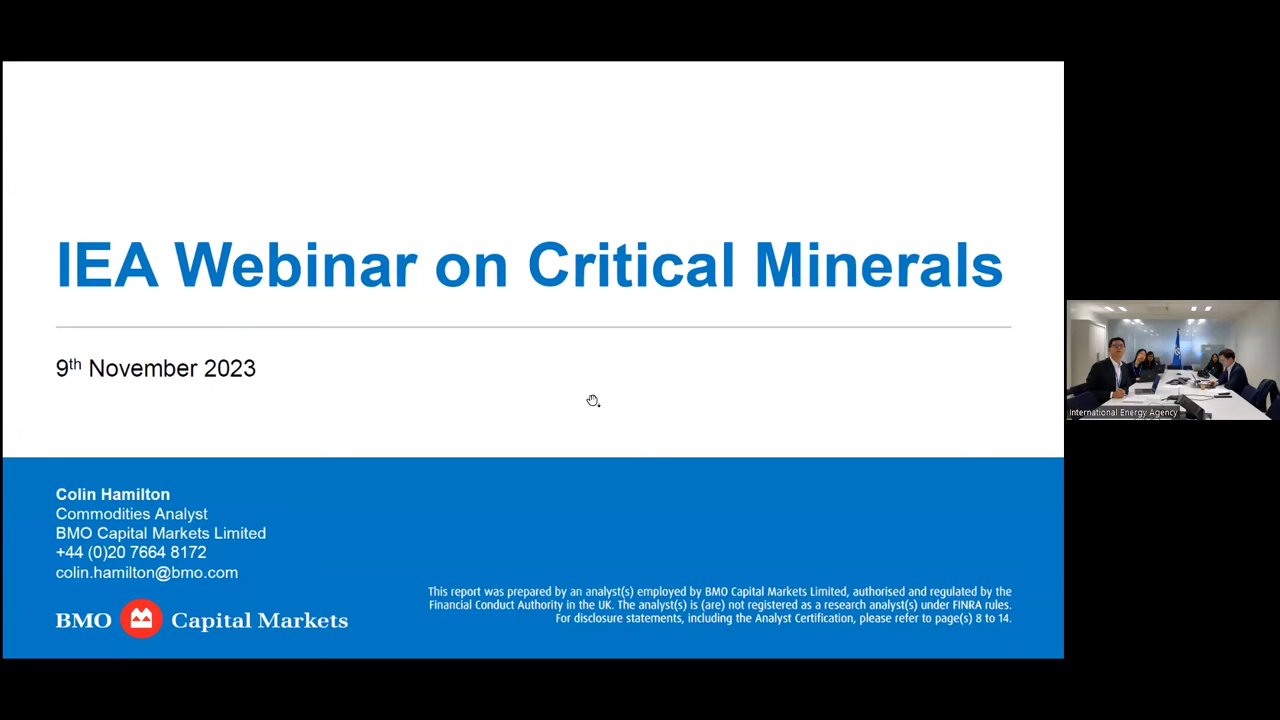 IEA Webinar on Critical Minerals
9th November 2023
Colin Hamilton
Commodities Analyst
BMO Capital Markets Limited
+44 (0)20 7664 8172
colin.hamilton@bmo.com
BMO Capital Markets
This report was prepared by an analyst(s) employed by BMO Capital Markets Limited, authorised and regulated by the
Financial Conduct Authority in the UK. The analyst(s) is (are) not registered as a research analyst(s) under FINRA rules.
For disclosure statements, including the Analyst Certification, please refer to page(s) 8 to 14.
International Energy Agency